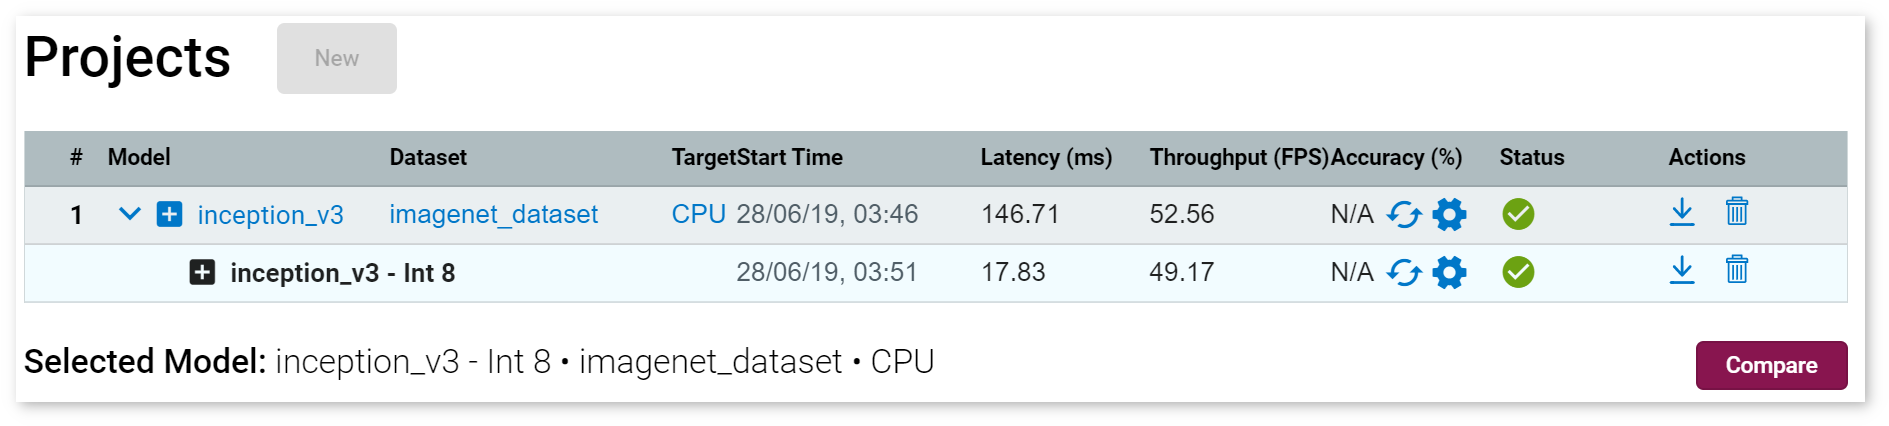 Projects New
# Model Dataset Target Start Time Latency (ms) Throughput (FPS) Accuracy (%) Status Actions
1 inception_v3 imagenet_dataset CPU 28/06/19, 03:46 146.71 52.56 N/A
inception_v3 - Int 8 28/06/19, 03:51 17.83 49.17 N/A
Selected Model: inception_v3 - Int 8 • imagenet_dataset • CPU Compare